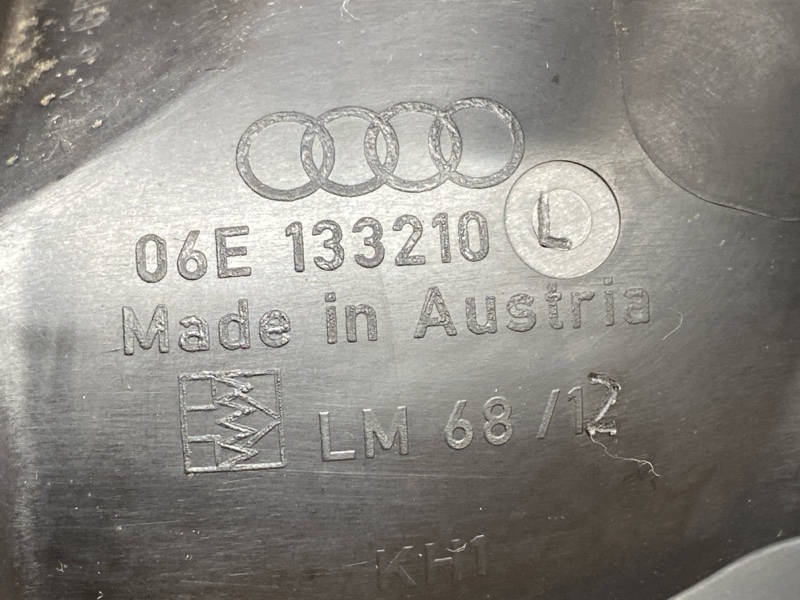 06E 133210 L
Made in Austria
LM 68 /12
KH1